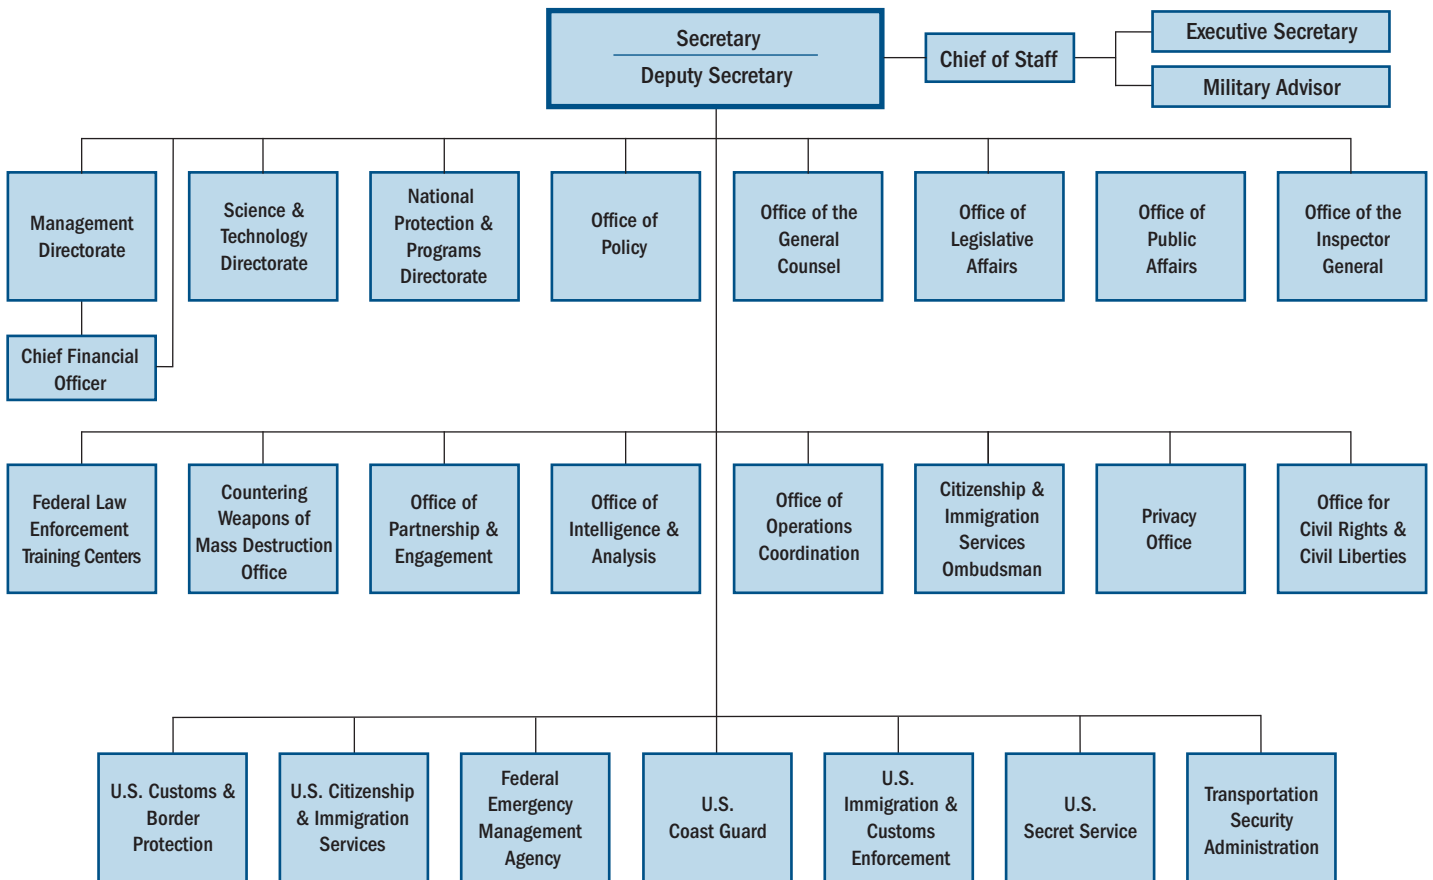 Secretary
Deputy Secretary
Chief of Staff
Executive Secretary
Military Advisor
Management
Directorate
Science &
Technology
Directorate
National
Protection &
Programs
Directorate
Office of
Policy
Office of the
General
Counsel
Office of
Legislative
Affairs
Office of
Public
Affairs
Office of the
Inspector
General
Chief Financial
Officer
Federal Law
Enforcement
Training Centers
Countering
Weapons of
Mass Destruction
Office
Office of
Partnership &
Engagement
Office of
Intelligence &
Analysis
Office of
Operations
Coordination
Citizenship &
Immigration
Services
Ombudsman
Privacy
Office
Office for
Civil Rights &
Civil Liberties
U.S. Customs &
Border
Protection
U.S. Citizenship
& Immigration
Services
Federal
Emergency
Management
Agency
U.S.
Coast Guard
U.S.
Immigration &
Customs
Enforcement
U.S.
Secret Service
Transportation
Security
Administration